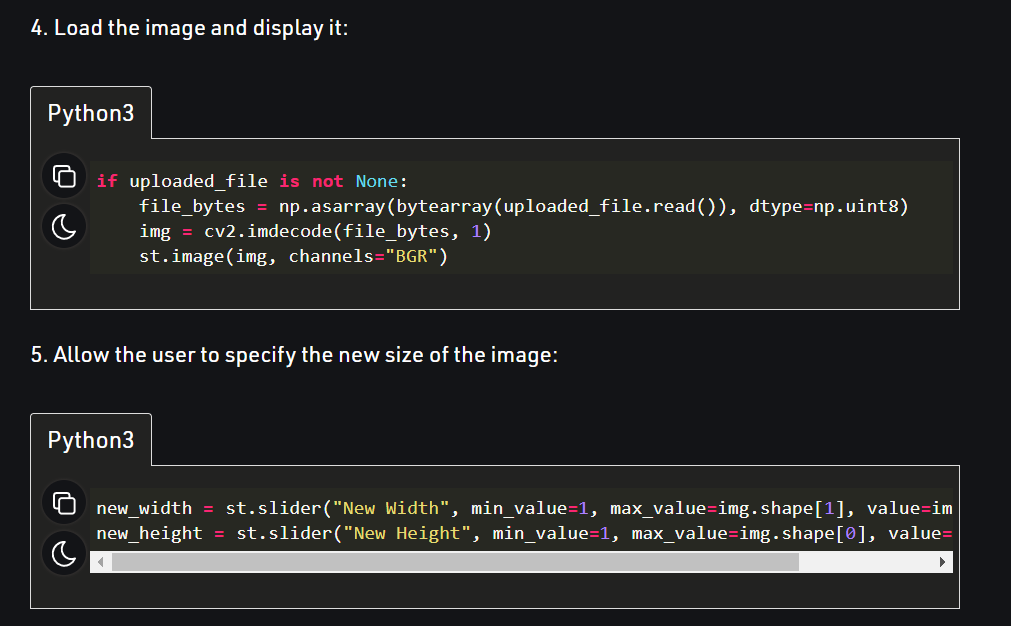 4. Load the image and display it:
Python3
if uploaded_file is not None:
    file_bytes = np.asarray(bytearray(uploaded_file.read()), dtype=np.uint8)
    img = cv2.imdecode(file_bytes, 1)
    st.image(img, channels="BGR")
5. Allow the user to specify the new size of the image:
Python3
new_width = st.slider("New Width", min_value=1, max_value=img.shape[1], value=im
new_height = st.slider("New Height", min_value=1, max_value=img.shape[0], value=